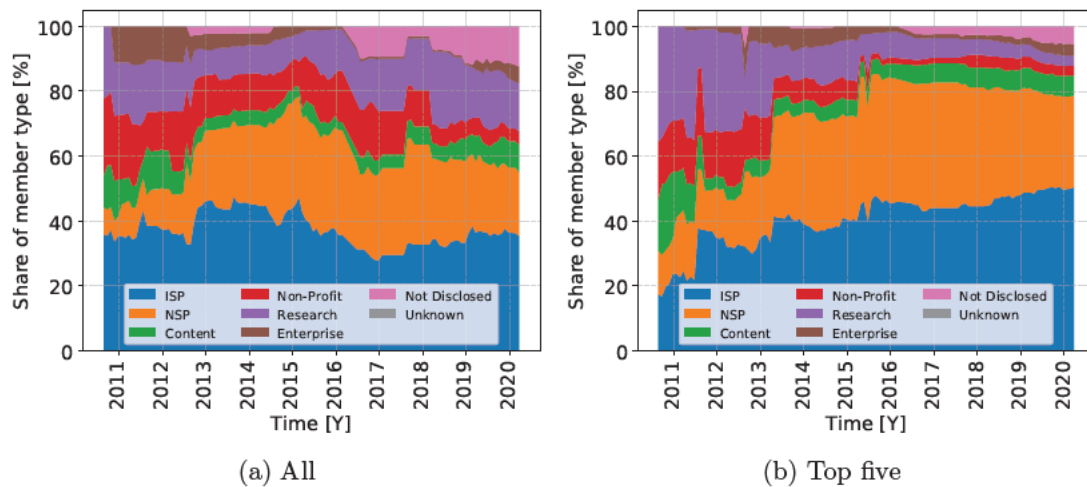 Share of member type [%]
100
80
60
40
20
0
ISP
NSP
Content
Non-Profit
Research
Enterprise
Not Disclosed
Unknown
2011
2012
2013
2014
2015
2016
2017
2018
2019
2020
Time [Y]
(a) All
Share of member type [%]
100
80
60
40
20
0
ISP
NSP
Content
Non-Profit
Research
Enterprise
Not Disclosed
Unknown
2011
2012
2013
2014
2015
2016
2017
2018
2019
2020
Time [Y]
(b) Top five